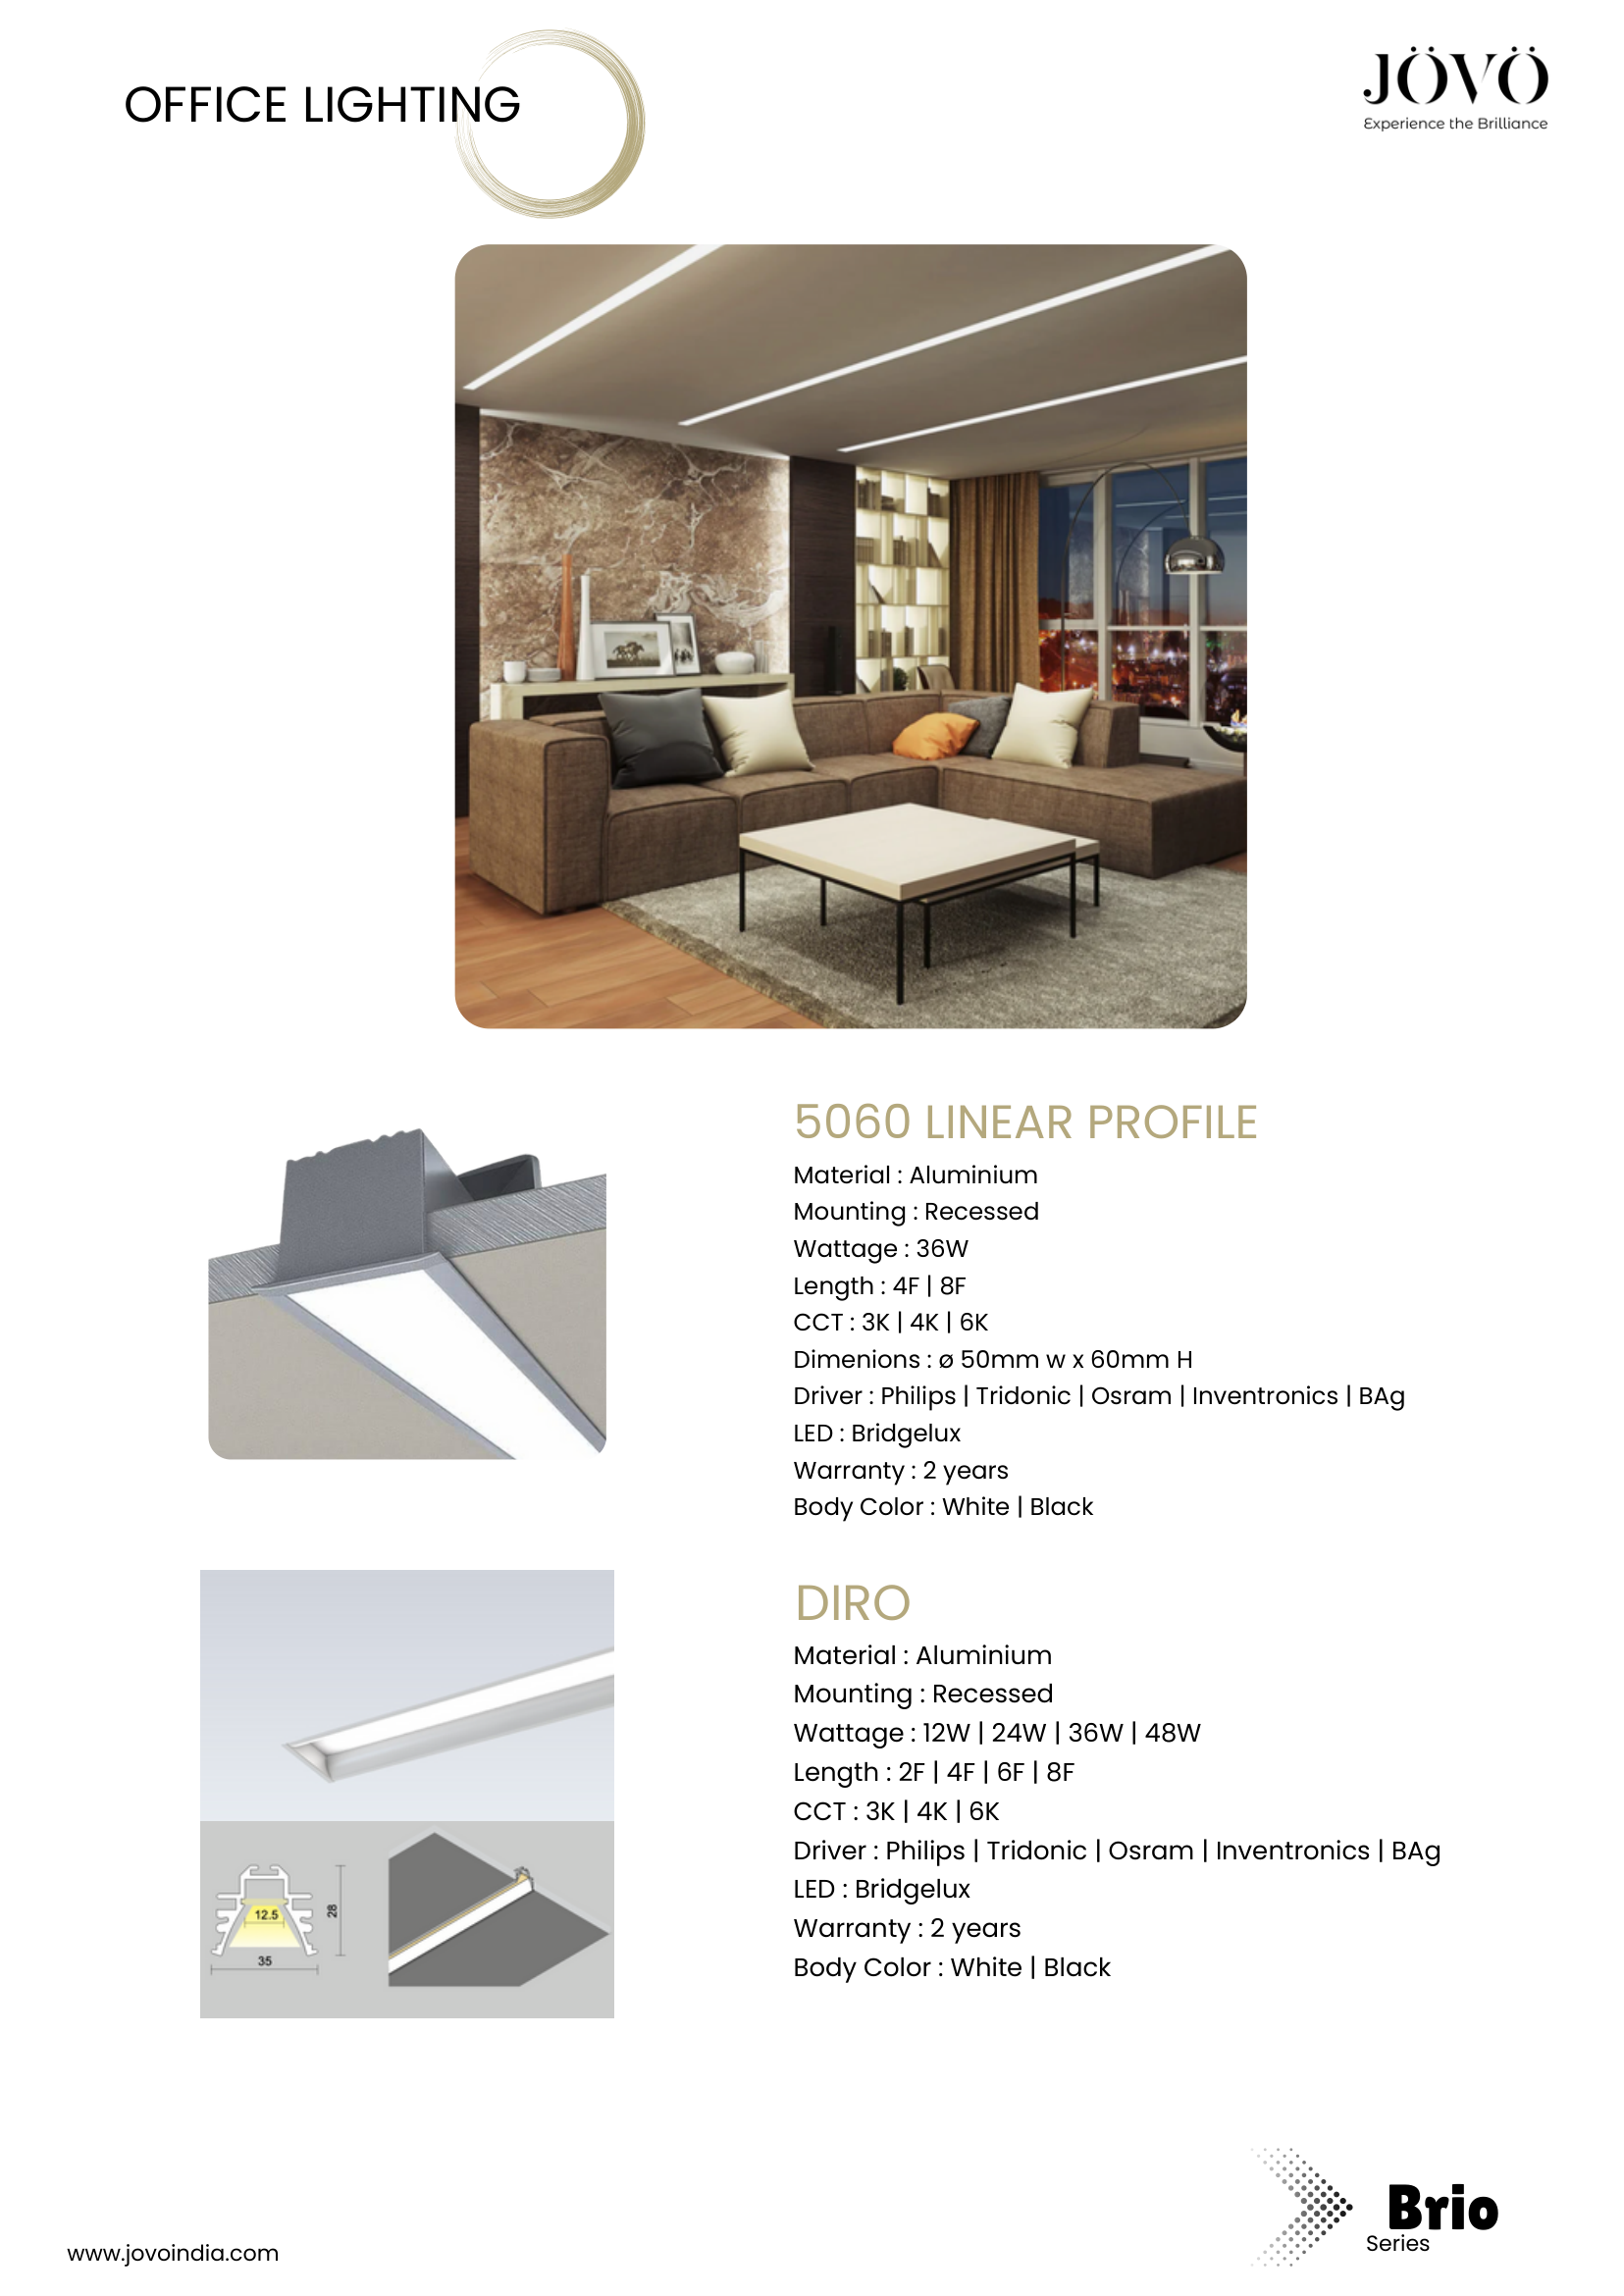 OFFICE LIGHTING
JÖVÖ
Experience the Brilliance
5060 LINEAR PROFILE
Material : Aluminium
Mounting : Recessed
Wattage : 36W
Length : 4F | 8F
CCT : 3K | 4K | 6K
Dimenions : ø 50mm w x 60mm H
Driver : Philips | Tridonic | Osram | Inventronics | BAg
LED : Bridgelux
Warranty : 2 years
Body Color : White | Black
DIRO
Material : Aluminium
Mounting : Recessed
Wattage : 12W | 24W | 36W | 48W
Length : 2F | 4F | 6F | 8F
CCT : 3K | 4K | 6K
Driver : Philips | Tridonic | Osram | Inventronics | BAg
LED : Bridgelux
Warranty : 2 years
Body Color : White | Black
12.5
28
35
Brio
Series
www.jovoindia.com